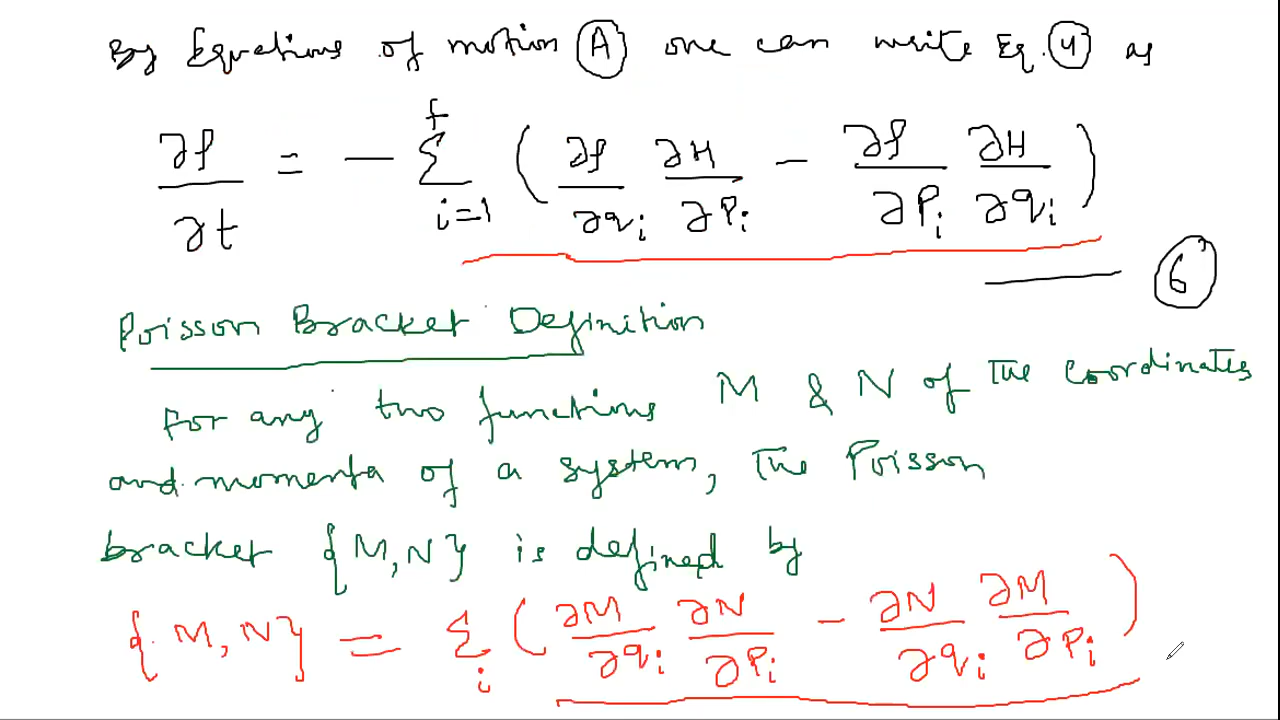 By Equations of motion (A) one can write Eq. (4) as
∂ρ/∂t = − Σ_{i=1}^{f} ( ∂ρ/∂q_i ∂H/∂p_i − ∂ρ/∂p_i ∂H/∂q_i )
(6)
Poisson Bracket Definition
For any two functions M & N of the coordinates
and momenta of a system, the Poisson
bracket {M,N} is defined by
{M,N} = Σ_i ( ∂M/∂q_i ∂N/∂p_i − ∂N/∂q_i ∂M/∂p_i )